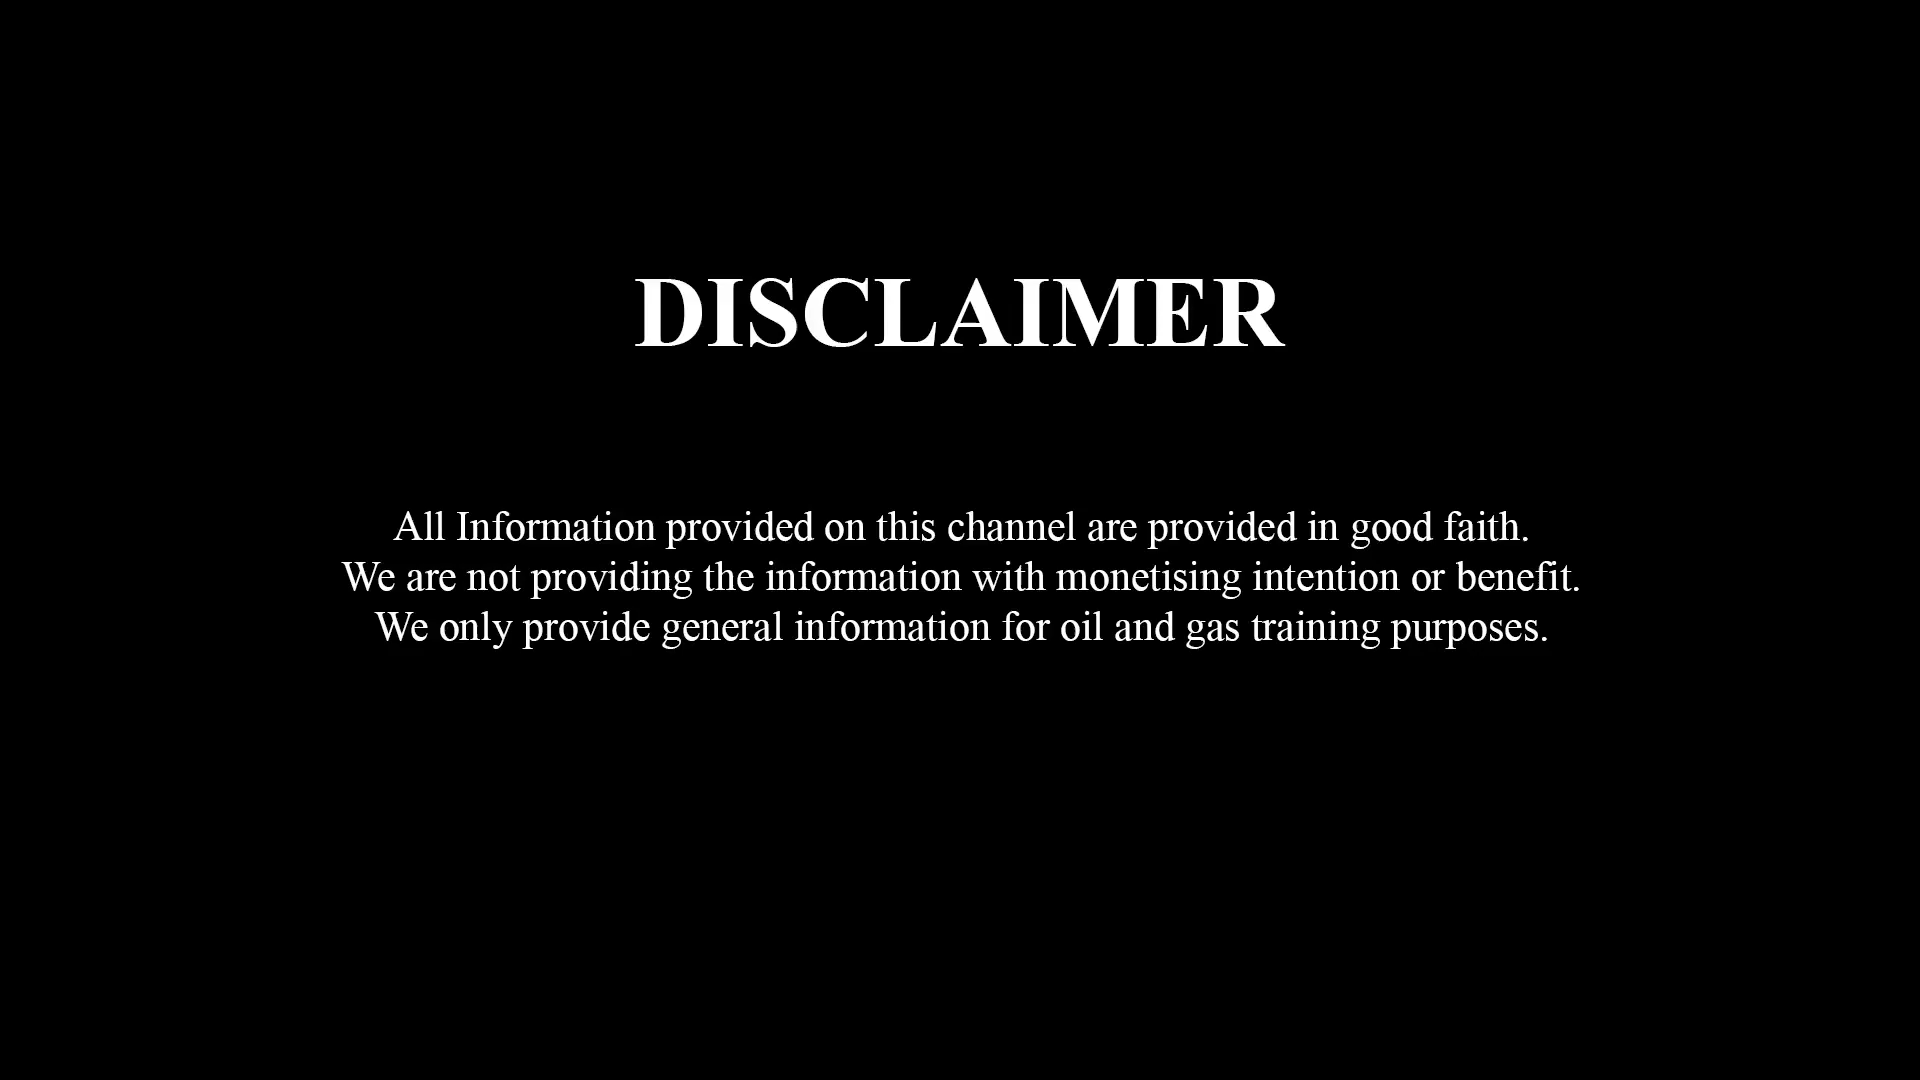 DISCLAIMER
All Information provided on this channel are provided in good faith.
We are not providing the information with monetising intention or benefit.
We only provide general information for oil and gas training purposes.